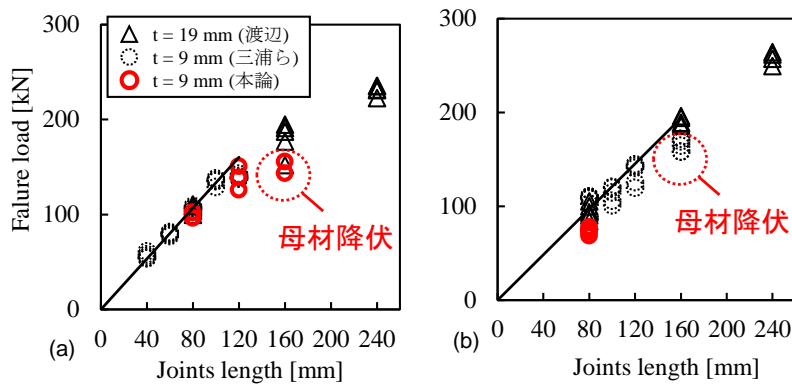 300
200
100
0
Falure load [kN]
t = 19 mm (渡辺)
t = 9 mm (三浦ら)
t = 9 mm (本論)
母材降伏
0 40 80 120 160 200 240
(a)
Joints length [mm]
300
200
100
0
母材降伏
0 40 80 120 160 200 240
(b)
Joints length [mm]